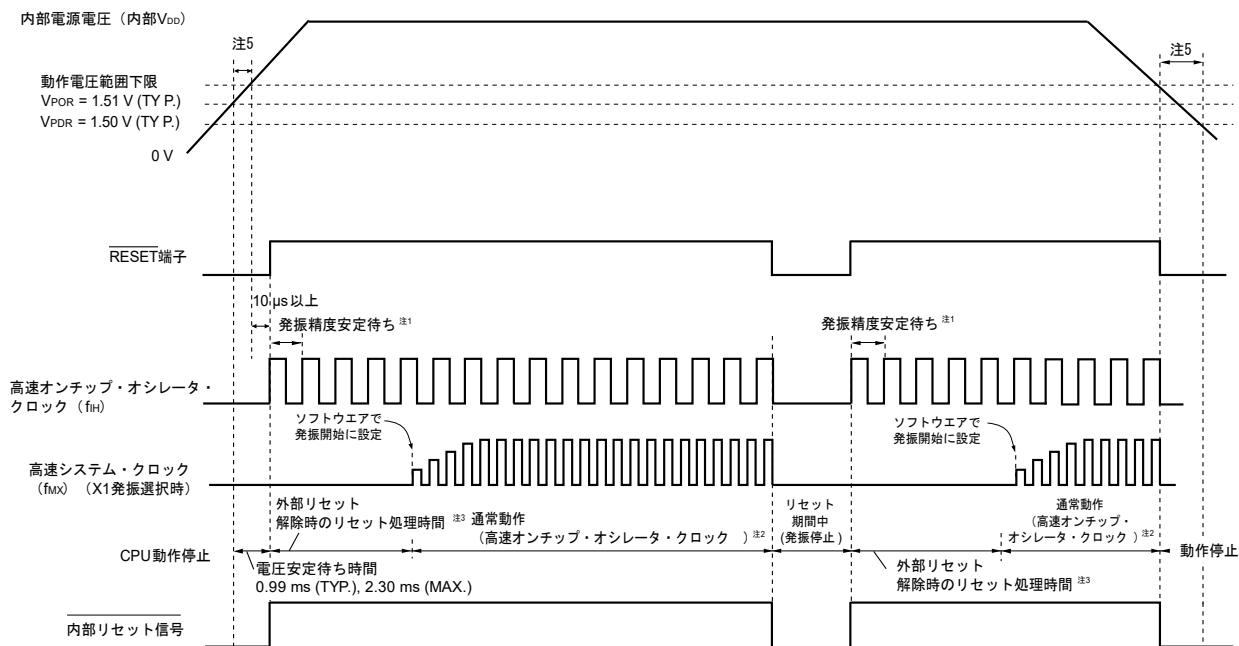 内部電源電圧（内部VDD）
注5
注5
動作電圧範囲下限
VPOR = 1.51 V (TY P.)
VPDR = 1.50 V (TY P.)
0 V
RESET端子
10 μs以上
発振精度安定待ち 注1
発振精度安定待ち 注1
高速オンチップ・オシレータ・
クロック（fIH）
ソフトウエアで
発振開始に設定
ソフトウエアで
発振開始に設定
高速システム・クロック
（fMX）（X1発振選択時）
外部リセット
解除時のリセット処理時間 注3
通常動作
（高速オンチップ・オシレータ・クロック ）注2
リセット
期間中
（発振停止）
通常動作
（高速オンチップ・
オシレータ・クロック ）注2
CPU動作停止
動作停止
電圧安定待ち時間
0.99 ms (TYP.), 2.30 ms (MAX.)
外部リセット
解除時のリセット処理時間 注3
内部リセット信号